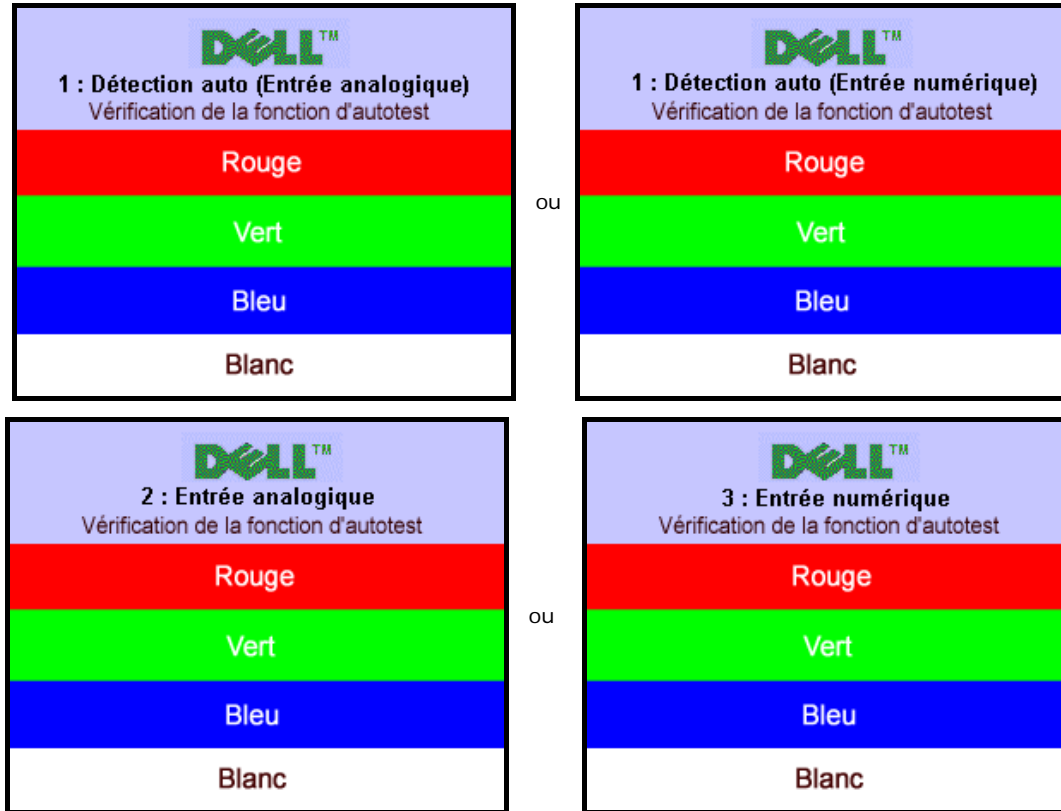 DELL™
1 : Détection auto (Entrée analogique)
Vérification de la fonction d'autotest
Rouge
Vert
Bleu
Blanc
ou
DELL™
1 : Détection auto (Entrée numérique)
Vérification de la fonction d'autotest
Rouge
Vert
Bleu
Blanc
DELL™
2 : Entrée analogique
Vérification de la fonction d'autotest
Rouge
Vert
Bleu
Blanc
ou
DELL™
3 : Entrée numérique
Vérification de la fonction d'autotest
Rouge
Vert
Bleu
Blanc